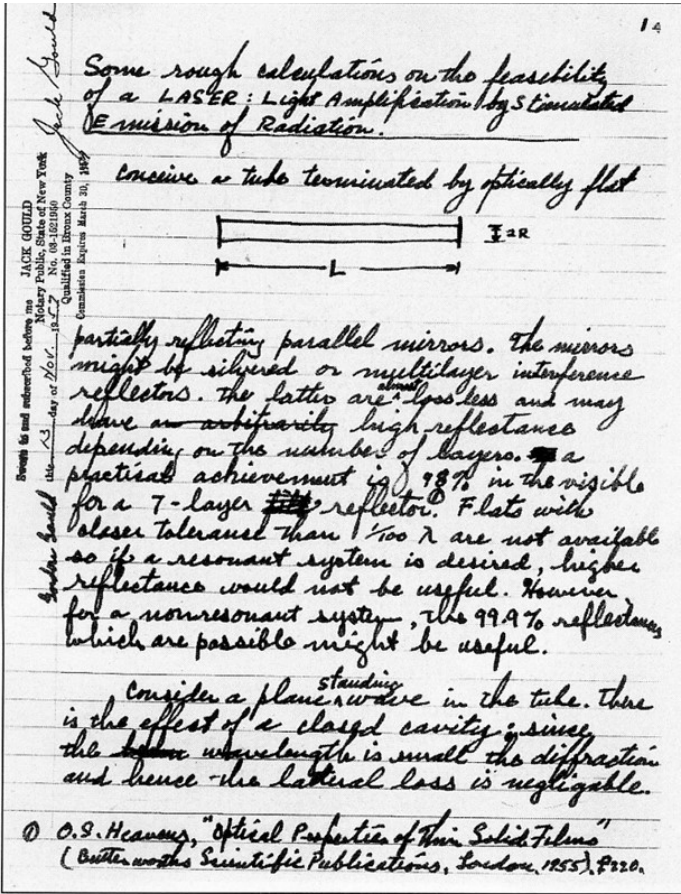 14
Some rough calculations on the feasibility
of a LASER: Light Amplification by Stimulated
Emission of Radiation.
Conceive a tube terminated by optically flat
2R
L
partially reflecting parallel mirrors. The mirrors
might be silvered or multilayer interference
reflectors. The latter are almost lossless and may
have an arbitrarily high reflectance
depending on the number of layers. a
practical achievement is 98% in the visible
for a 7-layer reflector.① Flats with
closer tolerance than 1/100 λ are not available
so if a resonant system is desired, higher
reflectance would not be useful. However
for a nonresonant system, the 99.9% reflectances
which are possible might be useful.
Consider a plane standing wave in the tube. There
is the effect of a closed cavity; since
the wavelength is small the diffraction
and hence the lateral loss is negligable.
① O.S. Heavens, "Optical Properties of Thin Solid Films"
(Butterworths Scientific Publications, London, 1955), P220.
Gordon Gould
Sworn to and subscribed before me
this 13 day of Nov. 1957
JACK GOULD
Notary Public, State of New York
No. 03-1521950
Qualified in Bronx County
Commission Expires March 30, 195
Jack Gould